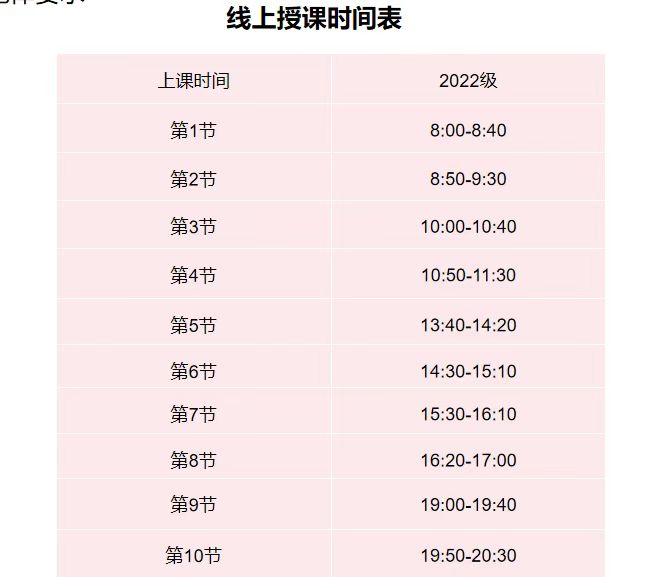 线上授课时间表
上课时间 2022级
第1节 8:00-8:40
第2节 8:50-9:30
第3节 10:00-10:40
第4节 10:50-11:30
第5节 13:40-14:20
第6节 14:30-15:10
第7节 15:30-16:10
第8节 16:20-17:00
第9节 19:00-19:40
第10节 19:50-20:30